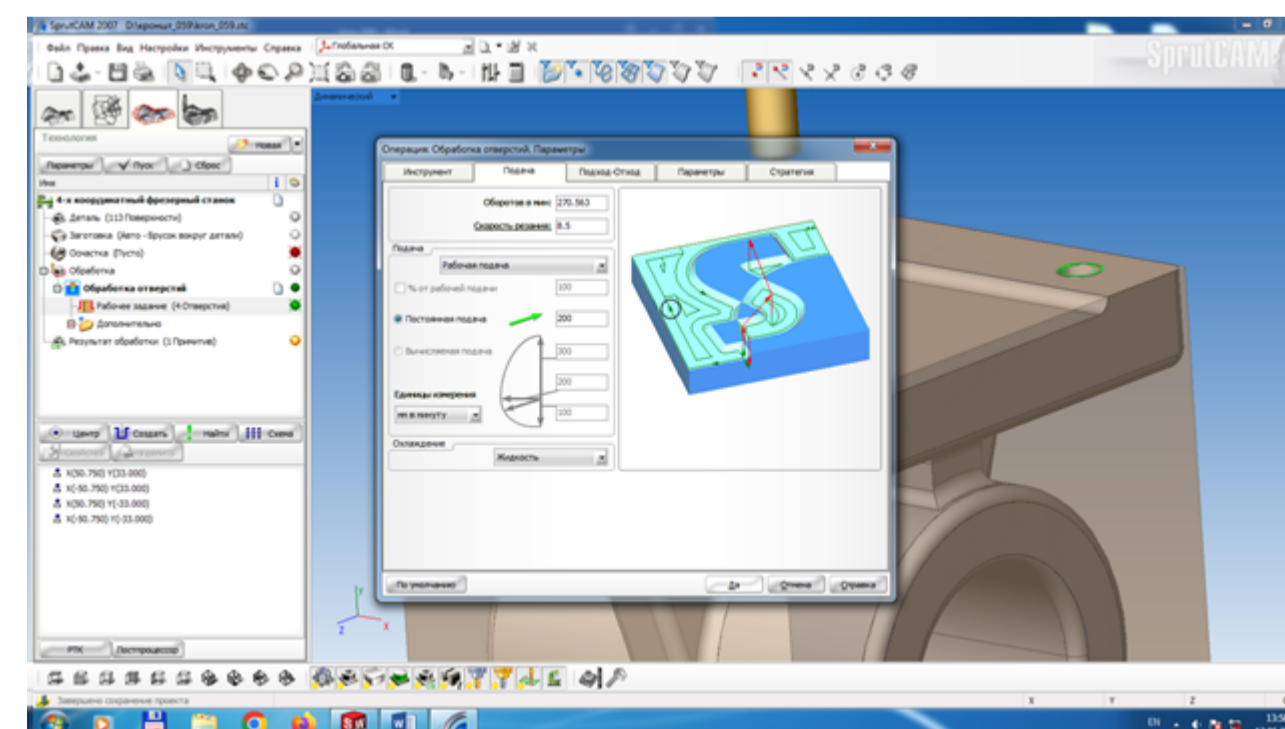 SprutCAM 2007 D:\кроншт_059\kron_059.stc
Файл Правка Вид Настройки Инструменты Справка
Глобальная СК
SprutCAM
Динамический
Технология
Новая
Параметры Пуск Сброс
Имя
4-х координатный фрезерный станок
Деталь (113 Поверхности)
Заготовка (Авто - Брусок вокруг детали)
Оснастка (Пусто)
Обработка
Обработка отверстий
Рабочее задание (4 Отверстия)
Дополнительно
Результат обработки (1 Примитив)
Центр Создать Найти Схема
X(50.750) Y(33.000)
X(-50.750) Y(33.000)
X(50.750) Y(-33.000)
X(-50.750) Y(-33.000)
РТК Постпроцессор
Операция: Обработка отверстий. Параметры
Инструмент Подача Подход-Отход Параметры Стратегия
Оборотов в мин: 270.563
Скорость резания: 8.5
Подача
Рабочая подача
% от рабочей подачи 100
Постоянная подача 200
Вычисляемая подача 300
200
Единицы измерения
мм в минуту 100
Охлаждение
Жидкость
По умолчанию Да Отмена Справка
Y
Z X
Завершено сохранение проекта X Y Z
EN